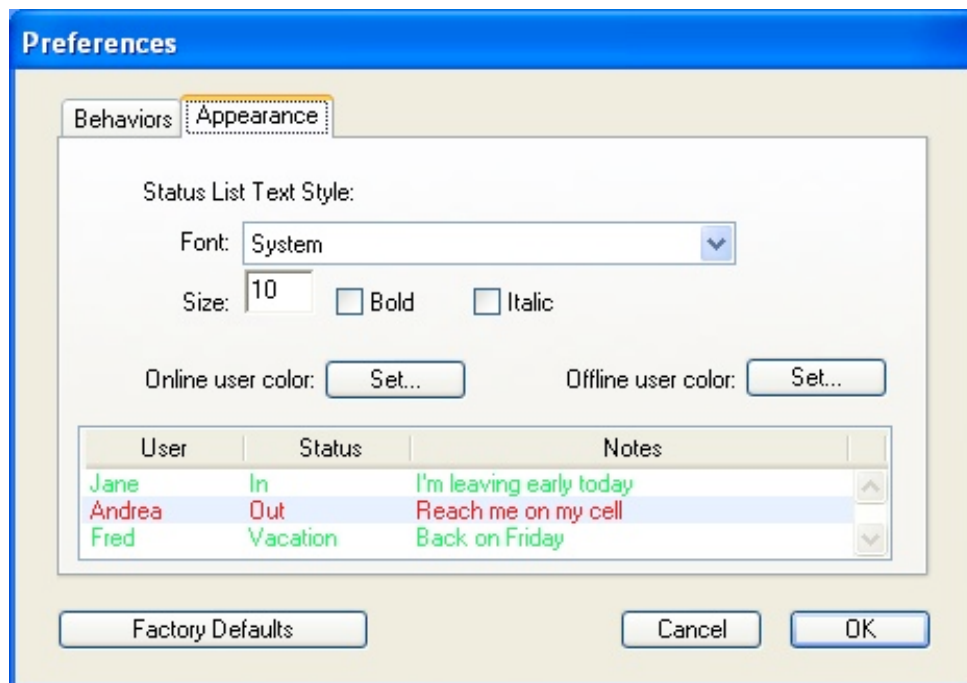 Preferences
Behaviors Appearance
Status List Text Style:
Font: System
Size: 10 Bold Italic
Online user color: Set... Offline user color: Set...
User Status Notes
Jane In I'm leaving early today
Andrea Out Reach me on my cell
Fred Vacation Back on Friday
Factory Defaults Cancel OK